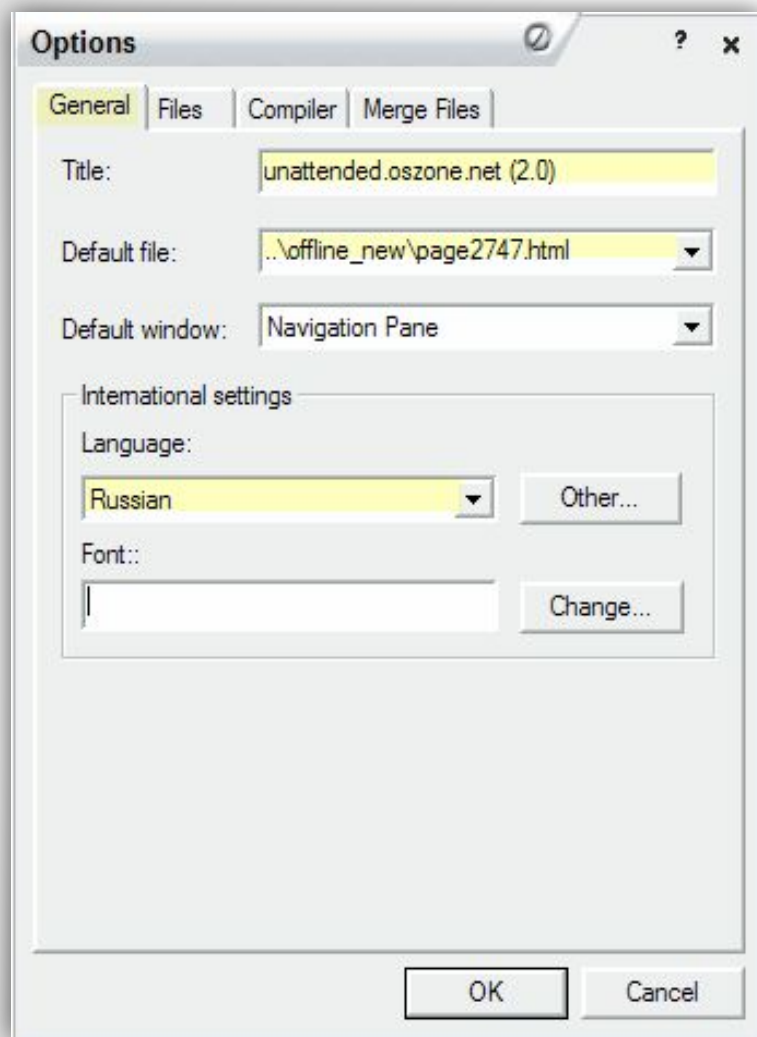 Options
? x
General Files Compiler Merge Files
Title: unattended.oszone.net (2.0)
Default file: ..\offline_new\page2747.html
Default window: Navigation Pane
International settings
Language:
Russian Other...
Font::
Change...
OK Cancel